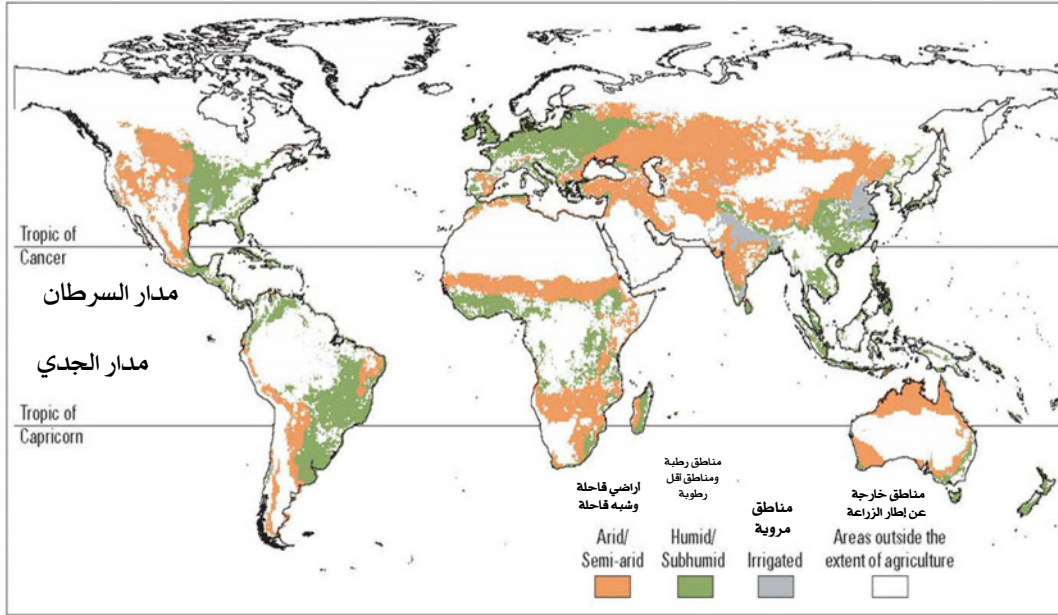 Tropic of
Cancer
مدار السرطان
مدار الجدي
Tropic of
Capricorn
أراضي قاحلة
وشبه قاحلة
مناطق رطبة
ومناطق اقل
رطوبة
مناطق
مروية
مناطق خارجة
عن إطار الزراعة
Arid/
Semi-arid
Humid/
Subhumid
Irrigated
Areas outside the
extent of agriculture